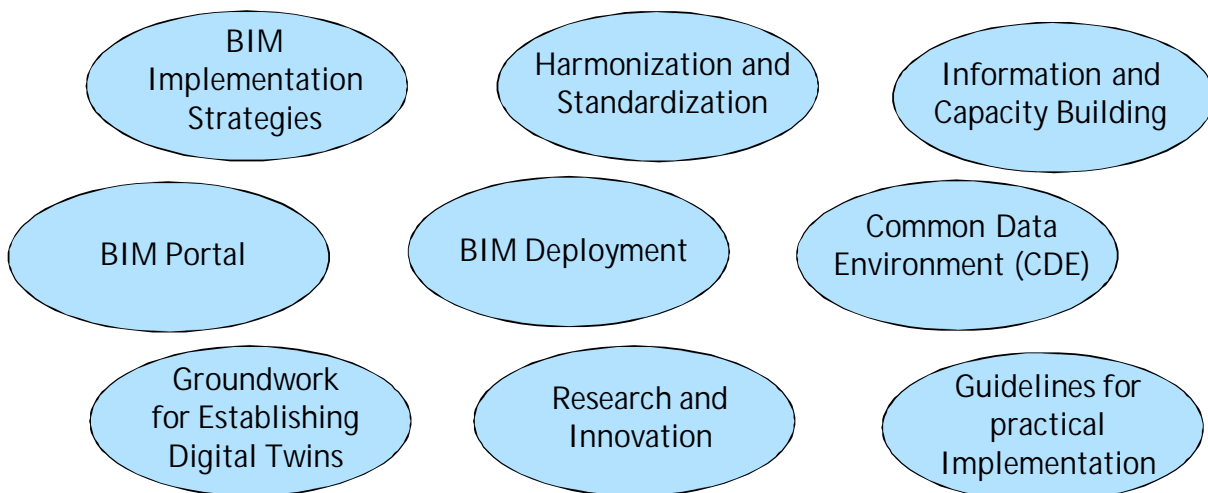 BIM
Implementation
Strategies
Harmonization and
Standardization
Information and
Capacity Building
BIM Portal
BIM Deployment
Common Data
Environment (CDE)
Groundwork
for Establishing
Digital Twins
Research and
Innovation
Guidelines for
practical
Implementation